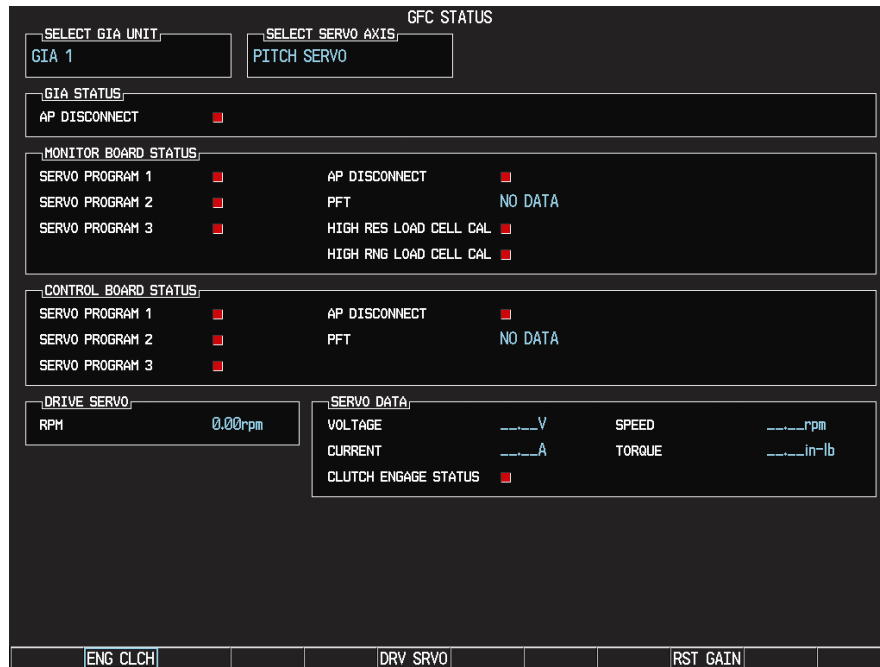 GFC STATUS
SELECT GIA UNIT
GIA 1
SELECT SERVO AXIS
PITCH SERVO
GIA STATUS
AP DISCONNECT
MONITOR BOARD STATUS
SERVO PROGRAM 1
SERVO PROGRAM 2
SERVO PROGRAM 3
AP DISCONNECT
PFT NO DATA
HIGH RES LOAD CELL CAL
HIGH RNG LOAD CELL CAL
CONTROL BOARD STATUS
SERVO PROGRAM 1
SERVO PROGRAM 2
SERVO PROGRAM 3
AP DISCONNECT
PFT NO DATA
DRIVE SERVO
RPM 0.00rpm
SERVO DATA
VOLTAGE __.__V
CURRENT __.__A
CLUTCH ENGAGE STATUS
SPEED __.__rpm
TORQUE __.__in-lb
ENG CLCH DRV SRVO RST GAIN